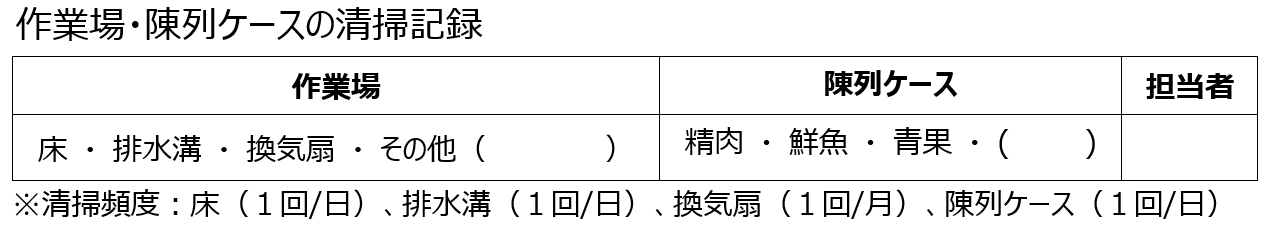 作業場・陳列ケースの清掃記録
作業場 陳列ケース 担当者
床 ・ 排水溝 ・ 換気扇 ・ その他（　　　　） 精肉 ・ 鮮魚 ・ 青果 ・（　　　）
※清掃頻度：床（１回/日）、排水溝（１回/日）、換気扇（１回/月）、陳列ケース（１回/日）